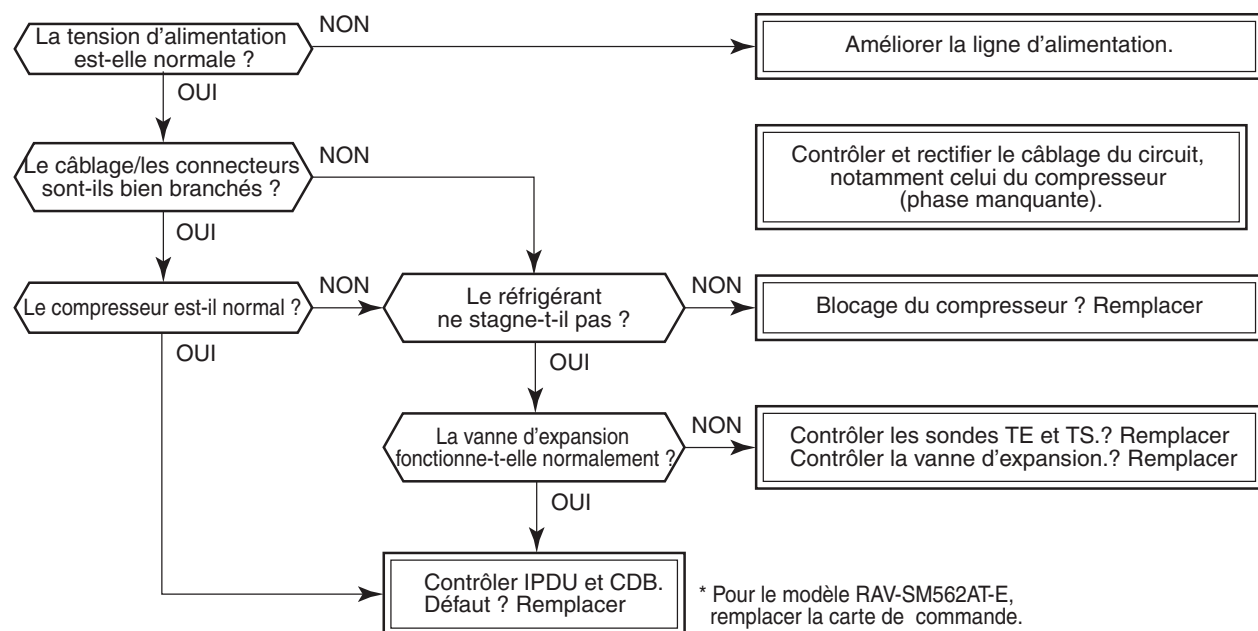 La tension d’alimentation
est-elle normale ?
NON
Améliorer la ligne d’alimentation.
OUI
Le câblage/les connecteurs
sont-ils bien branchés ?
NON
Contrôler et rectifier le câblage du circuit,
notamment celui du compresseur
(phase manquante).
OUI
Le compresseur est-il normal ?
NON
Le réfrigérant
ne stagne-t-il pas ?
NON
Blocage du compresseur ? Remplacer
OUI
OUI
La vanne d’expansion
fonctionne-t-elle normalement ?
NON
Contrôler les sondes TE et TS.? Remplacer
Contrôler la vanne d’expansion.? Remplacer
OUI
Contrôler IPDU et CDB.
Défaut ? Remplacer
* Pour le modèle RAV-SM562AT-E,
remplacer la carte de commande.